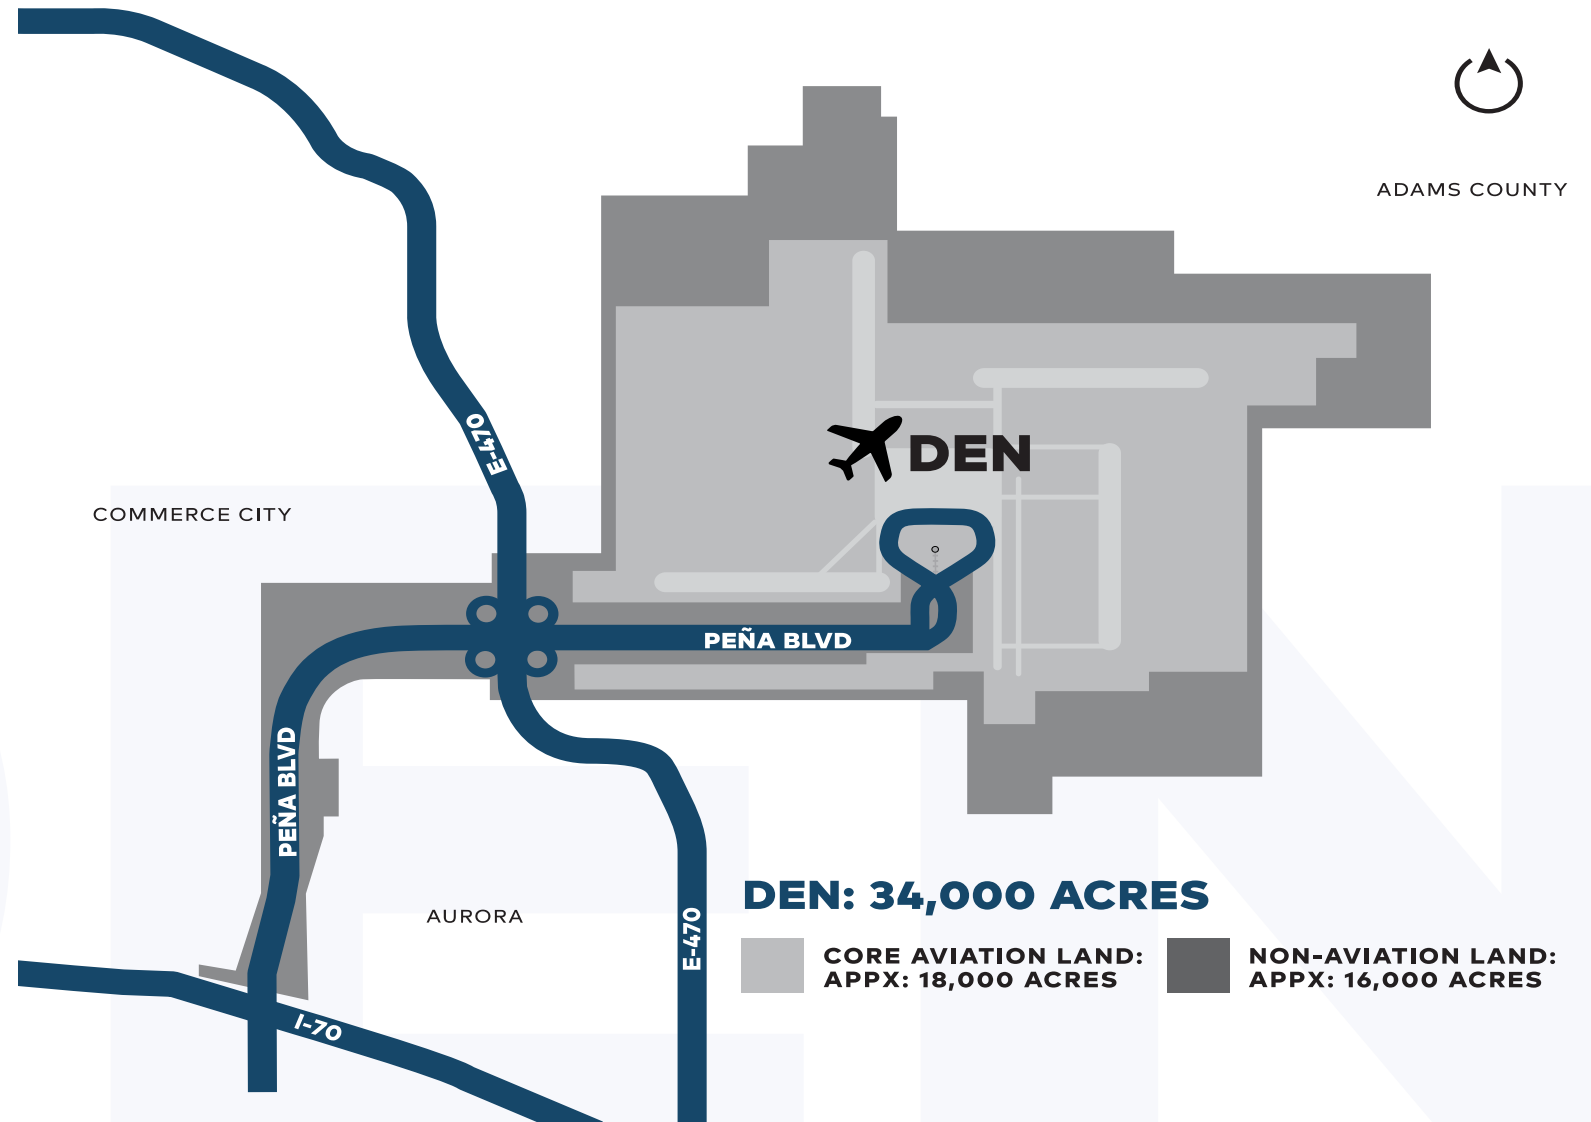 ADAMS COUNTY
E-470
DEN
COMMERCE CITY
PEÑA BLVD
PEÑA BLVD
DEN: 34,000 ACRES
AURORA
E-470
CORE AVIATION LAND:
APPX: 18,000 ACRES
NON-AVIATION LAND:
APPX: 16,000 ACRES
I-70
DEN